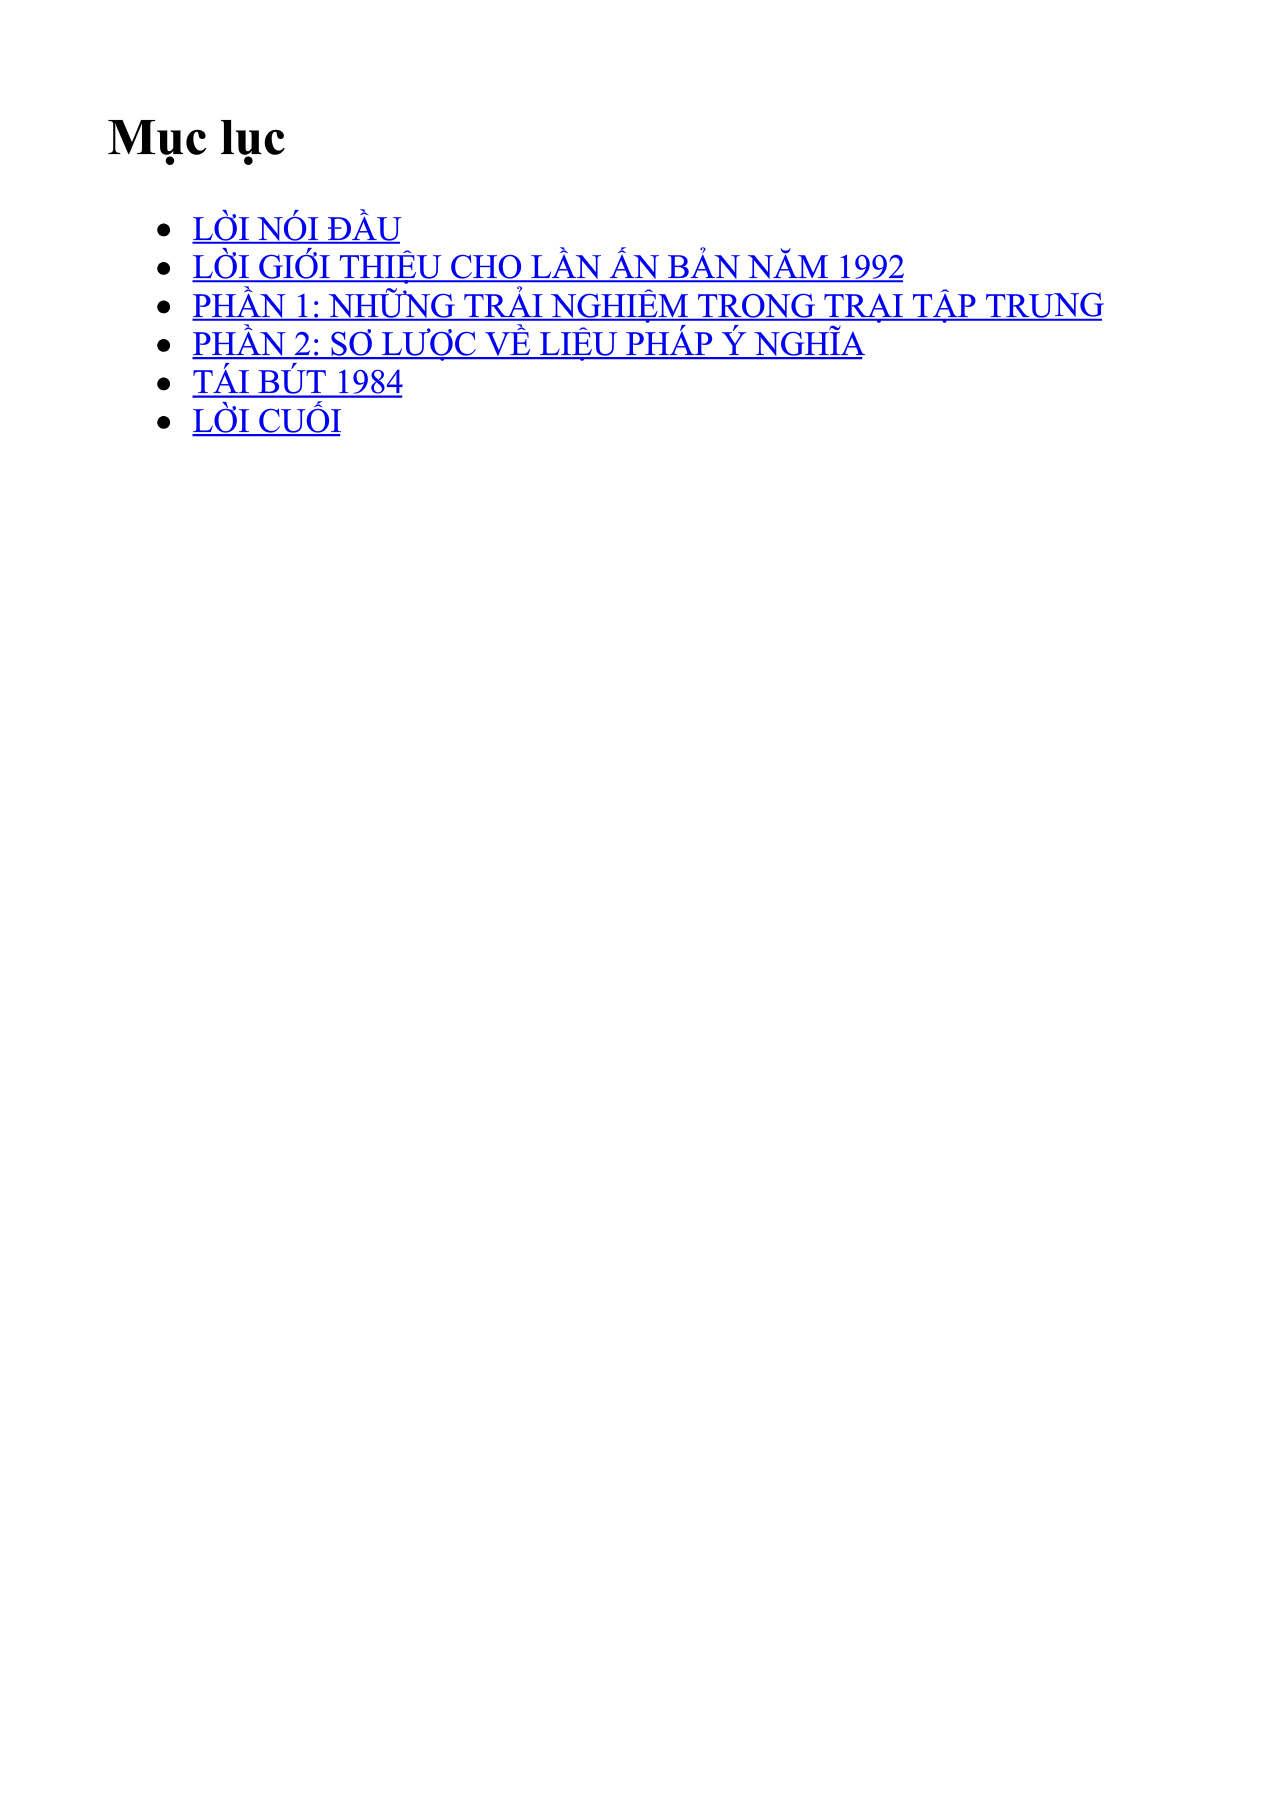 Mục lục
• LỜI NÓI ĐẦU
• LỜI GIỚI THIỆU CHO LẦN ẤN BẢN NĂM 1992
• PHẦN 1: NHỮNG TRẢI NGHIỆM TRONG TRẠI TẬP TRUNG
• PHẦN 2: SƠ LƯỢC VỀ LIỆU PHÁP Ý NGHĨA
• TÁI BÚT 1984
• LỜI CUỐI